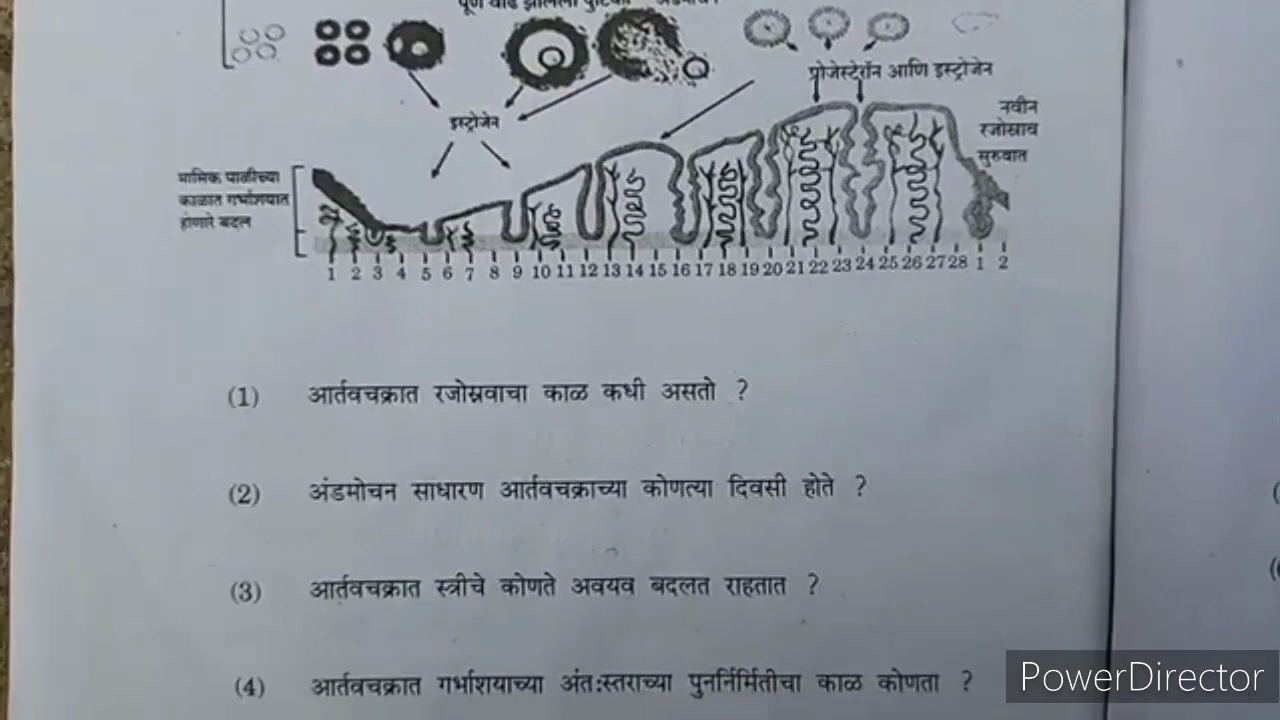 पूर्ण वाढ झालेली पुटिका
प्रोजेस्टेरॉन आणि इस्ट्रोजेन
इस्ट्रोजेन
नवीन
रजोस्राव
सुरुवात
मासिक पाळीच्या
काळात गर्भाशयात
होणारे बदल
1 2 3 4 5 6 7 8 9 10 11 12 13 14 15 16 17 18 19 20 21 22 23 24 25 26 27 28 1 2
(1) आर्तवचक्रात रजोस्रवाचा काळ कधी असतो ?
(2) अंडमोचन साधारण आर्तवचक्राच्या कोणत्या दिवसी होते ?
(3) आर्तवचक्रात स्त्रीचे कोणते अवयव बदलत राहतात ?
(4) आर्तवचक्रात गर्भाशयाच्या अंतःस्तराच्या पुनर्निर्मितीचा काळ कोणता ?
PowerDirector